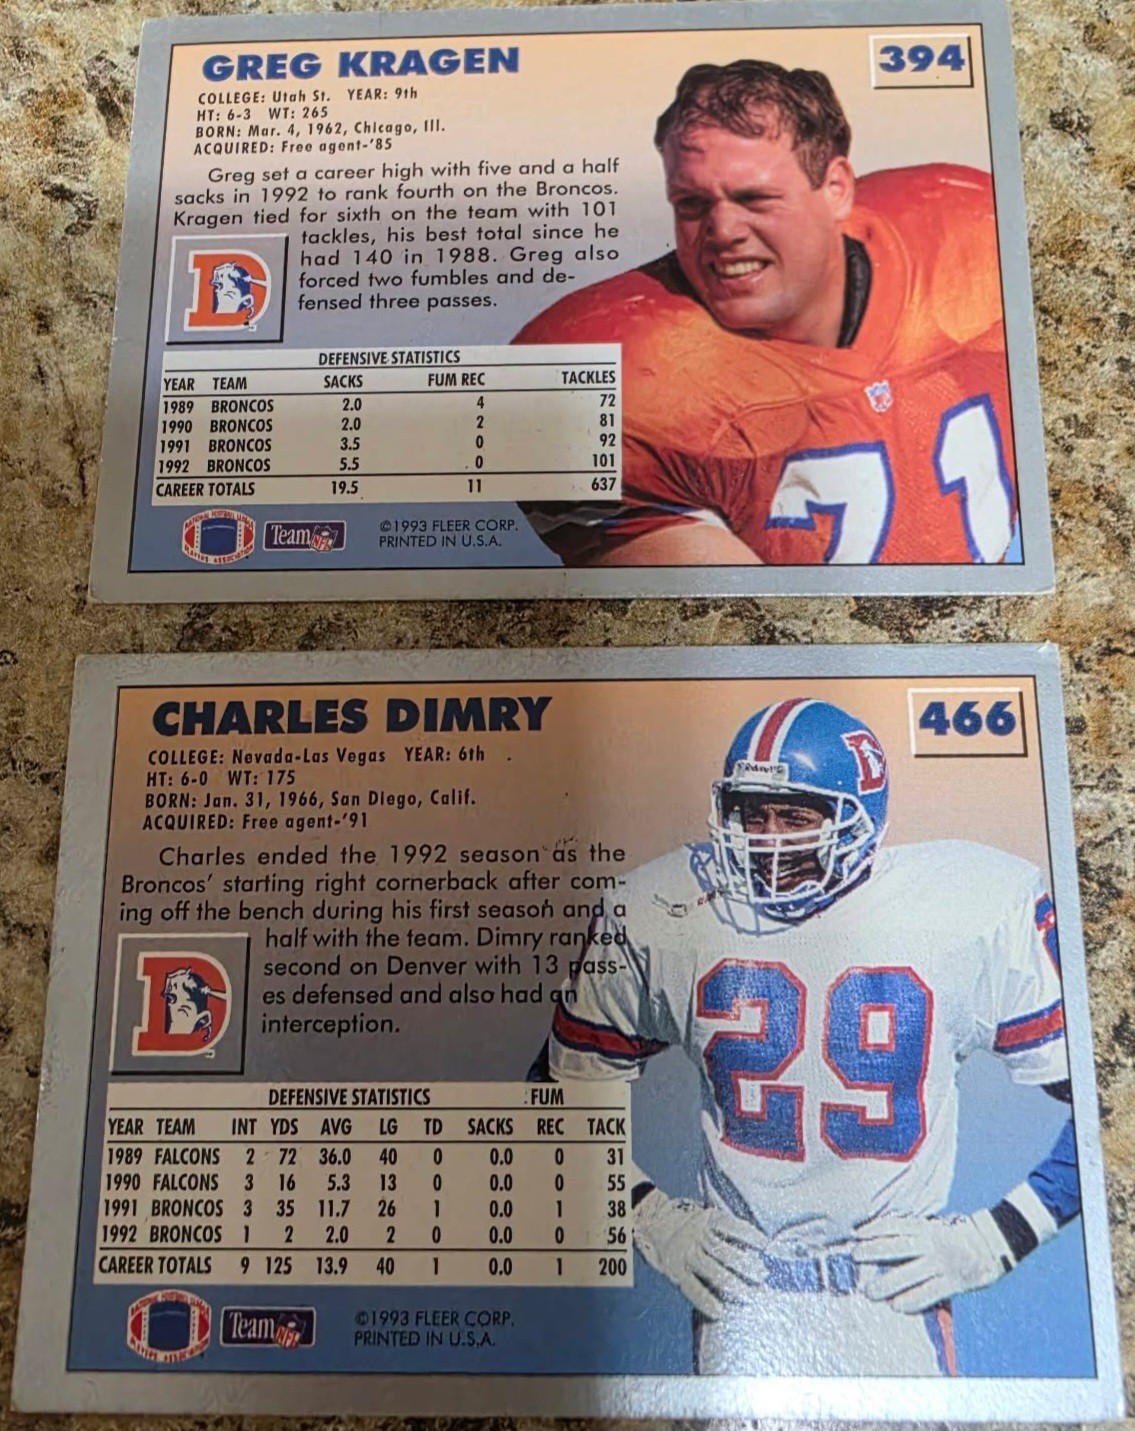 GREG KRAGEN
394
COLLEGE: Utah St. YEAR: 9th
HT: 6-3 WT: 265
BORN: Mar. 4, 1962, Chicago, Ill.
ACQUIRED: Free agent-'85
Greg set a career high with five and a half
sacks in 1992 to rank fourth on the Broncos.
Kragen tied for sixth on the team with 101
tackles, his best total since he
had 140 in 1988. Greg also
forced two fumbles and de-
fensed three passes.
DEFENSIVE STATISTICS
YEAR TEAM SACKS FUM REC TACKLES
1989 BRONCOS 2.0 4 72
1990 BRONCOS 2.0 2 81
1991 BRONCOS 3.5 0 92
1992 BRONCOS 5.5 0 101
CAREER TOTALS 19.5 11 637
71
Team NFL
©1993 FLEER CORP.
PRINTED IN U.S.A.
CHARLES DIMRY
466
COLLEGE: Nevada-Las Vegas YEAR: 6th
HT: 6-0 WT: 175
BORN: Jan. 31, 1966, San Diego, Calif.
ACQUIRED: Free agent-'91
Riddell
Charles ended the 1992 season as the
Broncos' starting right cornerback after com-
ing off the bench during his first season and a
half with the team. Dimry ranked
second on Denver with 13 pass-
es defensed and also had an
interception.
29
DEFENSIVE STATISTICS FUM
YEAR TEAM INT YDS AVG LG TD SACKS REC TACK
1989 FALCONS 2 72 36.0 40 0 0.0 0 31
1990 FALCONS 3 16 5.3 13 0 0.0 0 55
1991 BRONCOS 3 35 11.7 26 1 0.0 1 38
1992 BRONCOS 1 2 2.0 2 0 0.0 0 56
CAREER TOTALS 9 125 13.9 40 1 0.0 1 200
Team NFL
©1993 FLEER CORP.
PRINTED IN U.S.A.